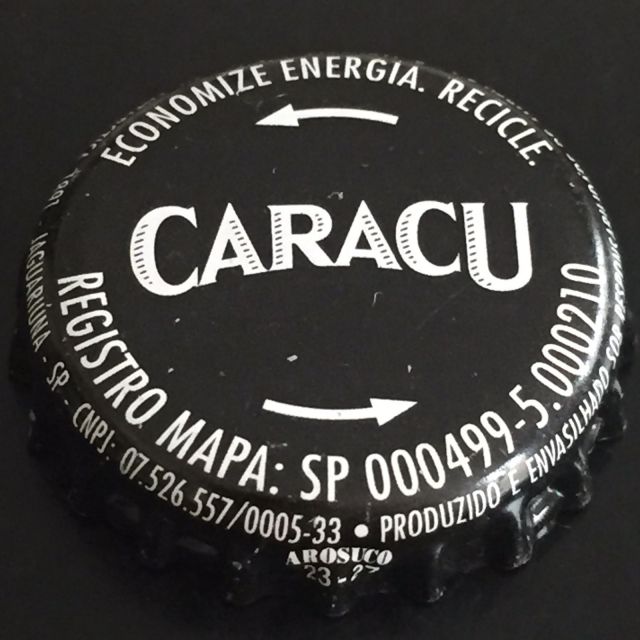 ECONOMIZE ENERGIA. RECICLE.
CARACU
REGISTRO MAPA: SP 000499-5.000210
JAGUARIÚNA - SP - CNPJ: 07.526.557/0005-33 • PRODUZIDO E ENVASILHADO SOB
AROSUCO